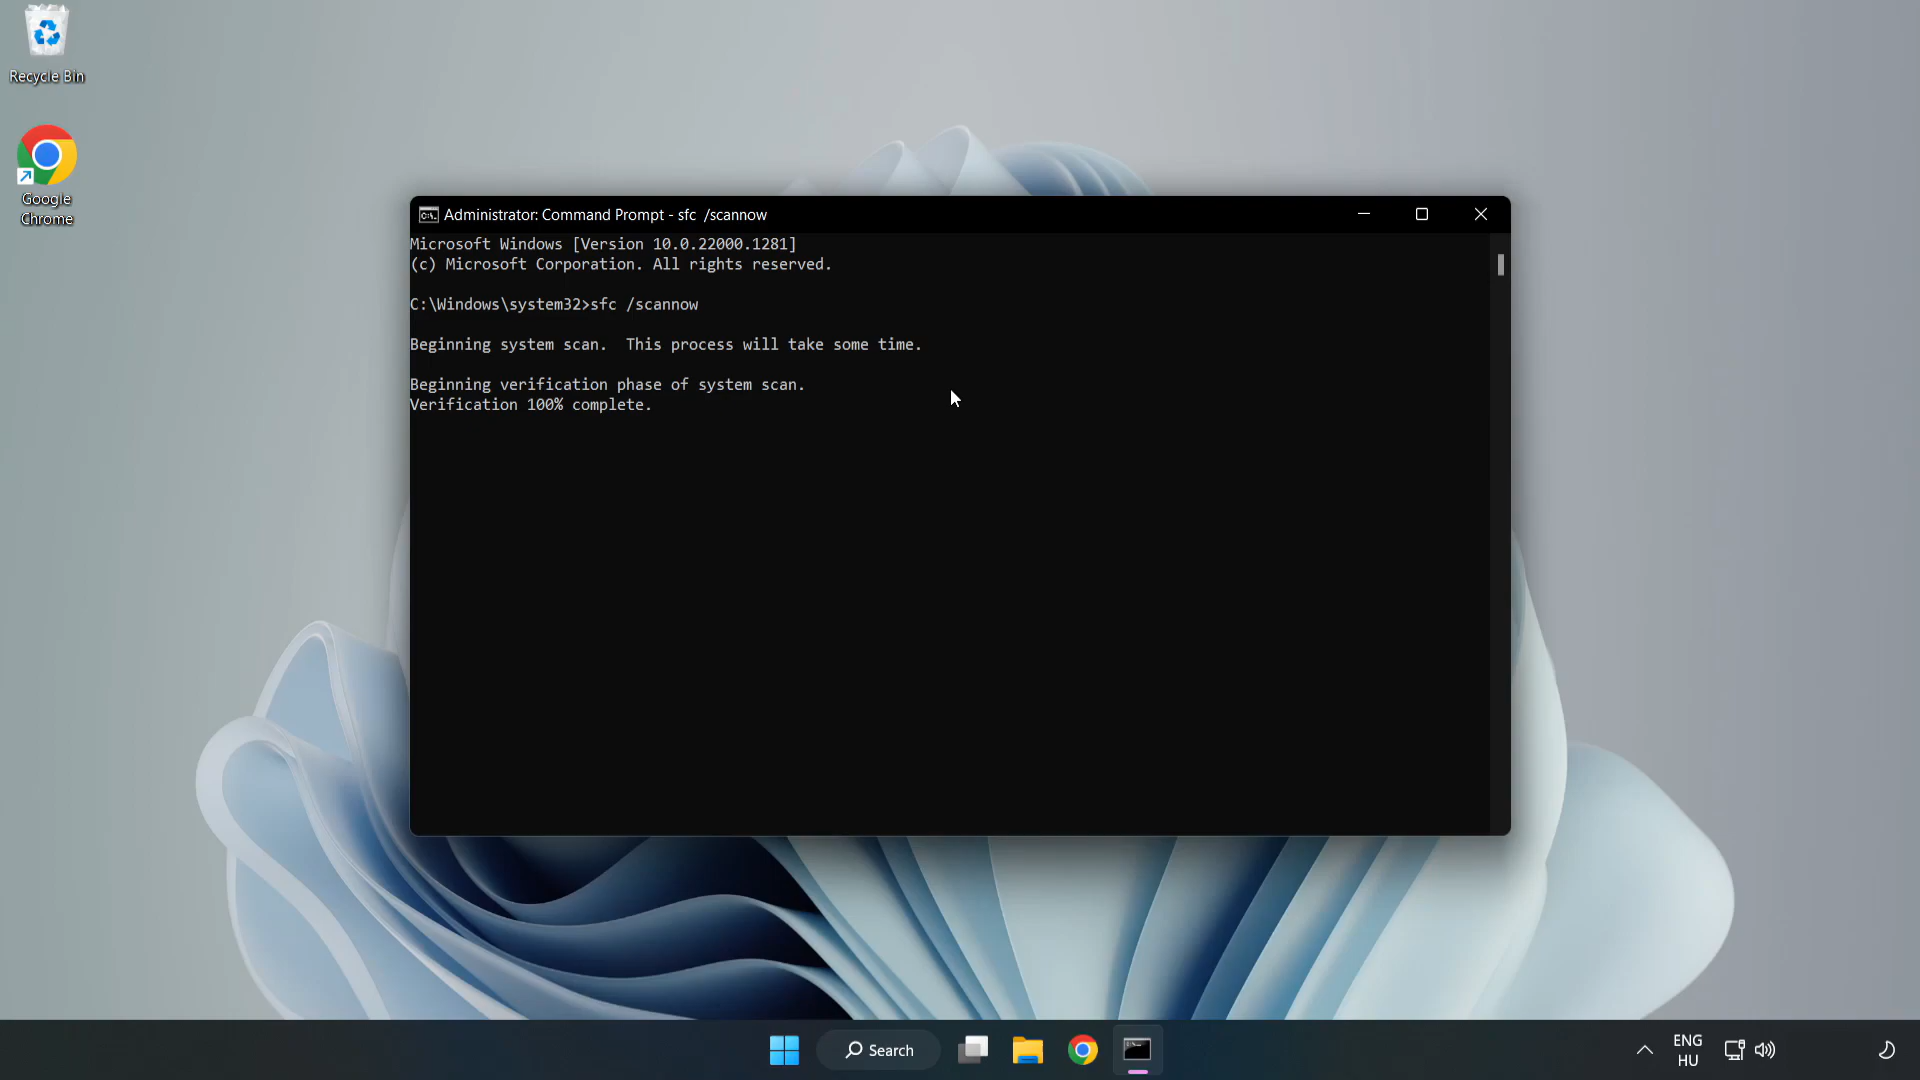 Recycle Bin
Google
Chrome
Administrator: Command Prompt - sfc  /scannow
Microsoft Windows [Version 10.0.22000.1281]
(c) Microsoft Corporation. All rights reserved.
C:\Windows\system32>sfc /scannow
Beginning system scan.  This process will take some time.
Beginning verification phase of system scan.
Verification 100% complete.
Search
ENG
HU